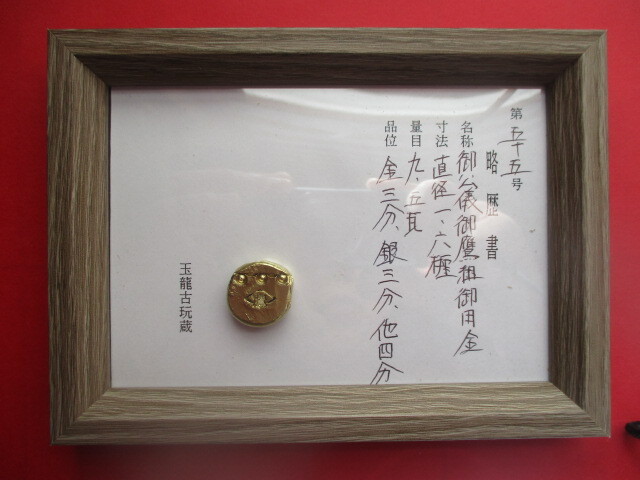 第五十五号
略歴書
名称 御公儀御鷹組御用金
寸法 直径一、六糎
量目 九、五瓦
品位 金三分、銀三分、他四分
玉龍古玩蔵